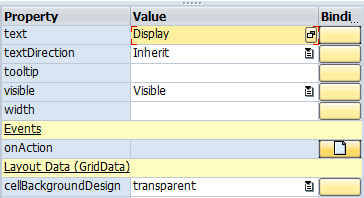 Property Value Bindi...
text Display
textDirection Inherit
tooltip
visible Visible
width
Events
onAction
Layout Data (GridData)
cellBackgroundDesign transparent